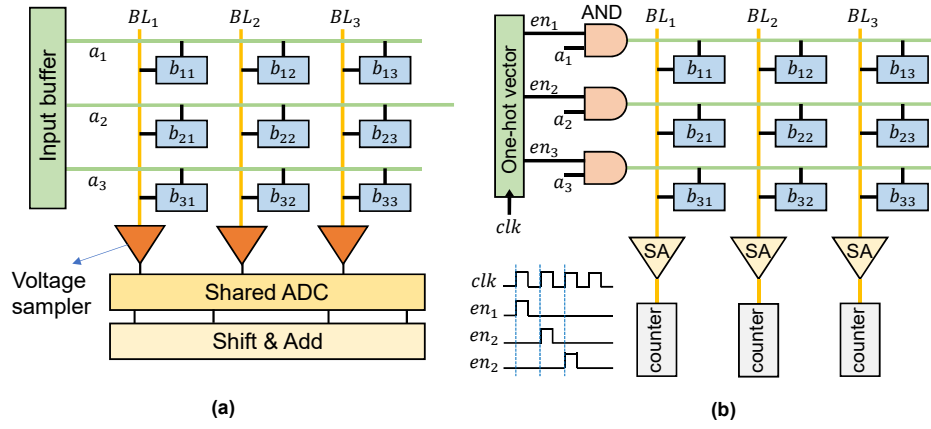 BL₁ BL₂ BL₃
Input buffer
a₁
b₁₁ b₁₂ b₁₃
a₂
b₂₁ b₂₂ b₂₃
a₃
b₃₁ b₃₂ b₃₃
Voltage
sampler
Shared ADC
Shift & Add
(a)
AND BL₁ BL₂ BL₃
One-hot vector
en₁
a₁
b₁₁ b₁₂ b₁₃
en₂
a₂
b₂₁ b₂₂ b₂₃
en₃
a₃
b₃₁ b₃₂ b₃₃
clk
SA SA SA
counter counter counter
clk
en₁
en₂
en₂
(b)